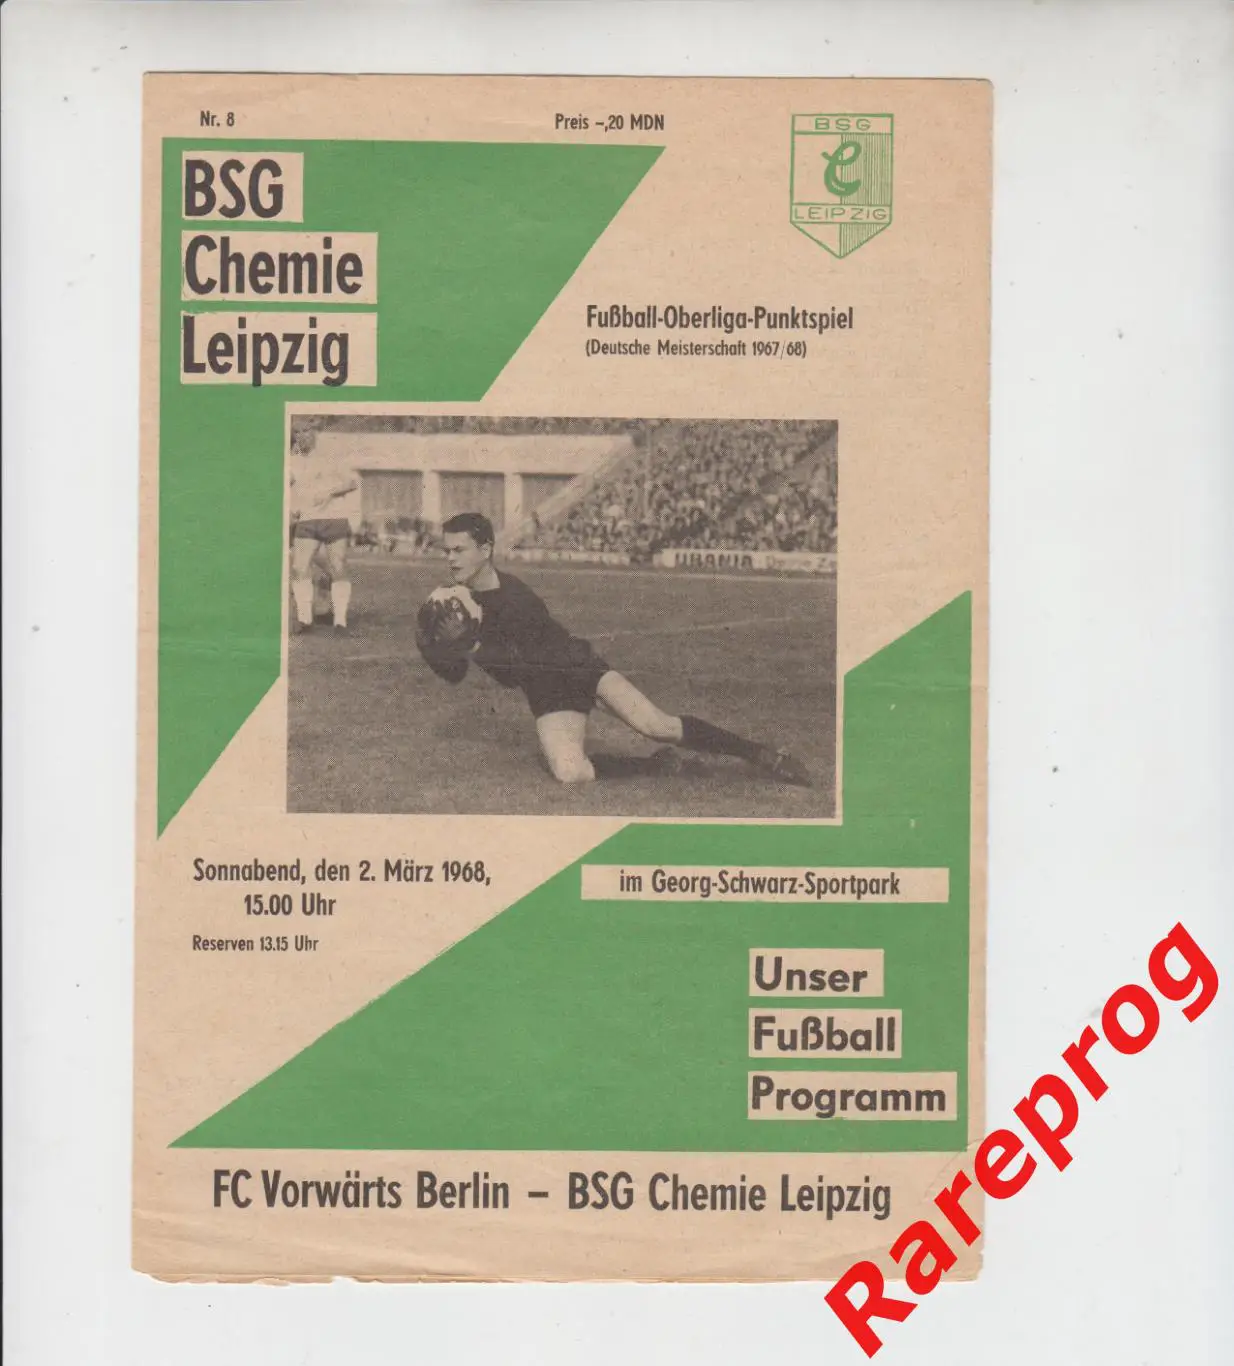 Nr. 8
Preis -,20 MDN
BSG
LEIPZIG
BSG
Chemie
Leipzig
Fußball-Oberliga-Punktspiel
(Deutsche Meisterschaft 1967/68)
URANIA
Sonnabend, den 2. März 1968,
15.00 Uhr
Reserven 13.15 Uhr
im Georg-Schwarz-Sportpark
Unser
Fußball
Programm
FC Vorwärts Berlin – BSG Chemie Leipzig
Rareprog